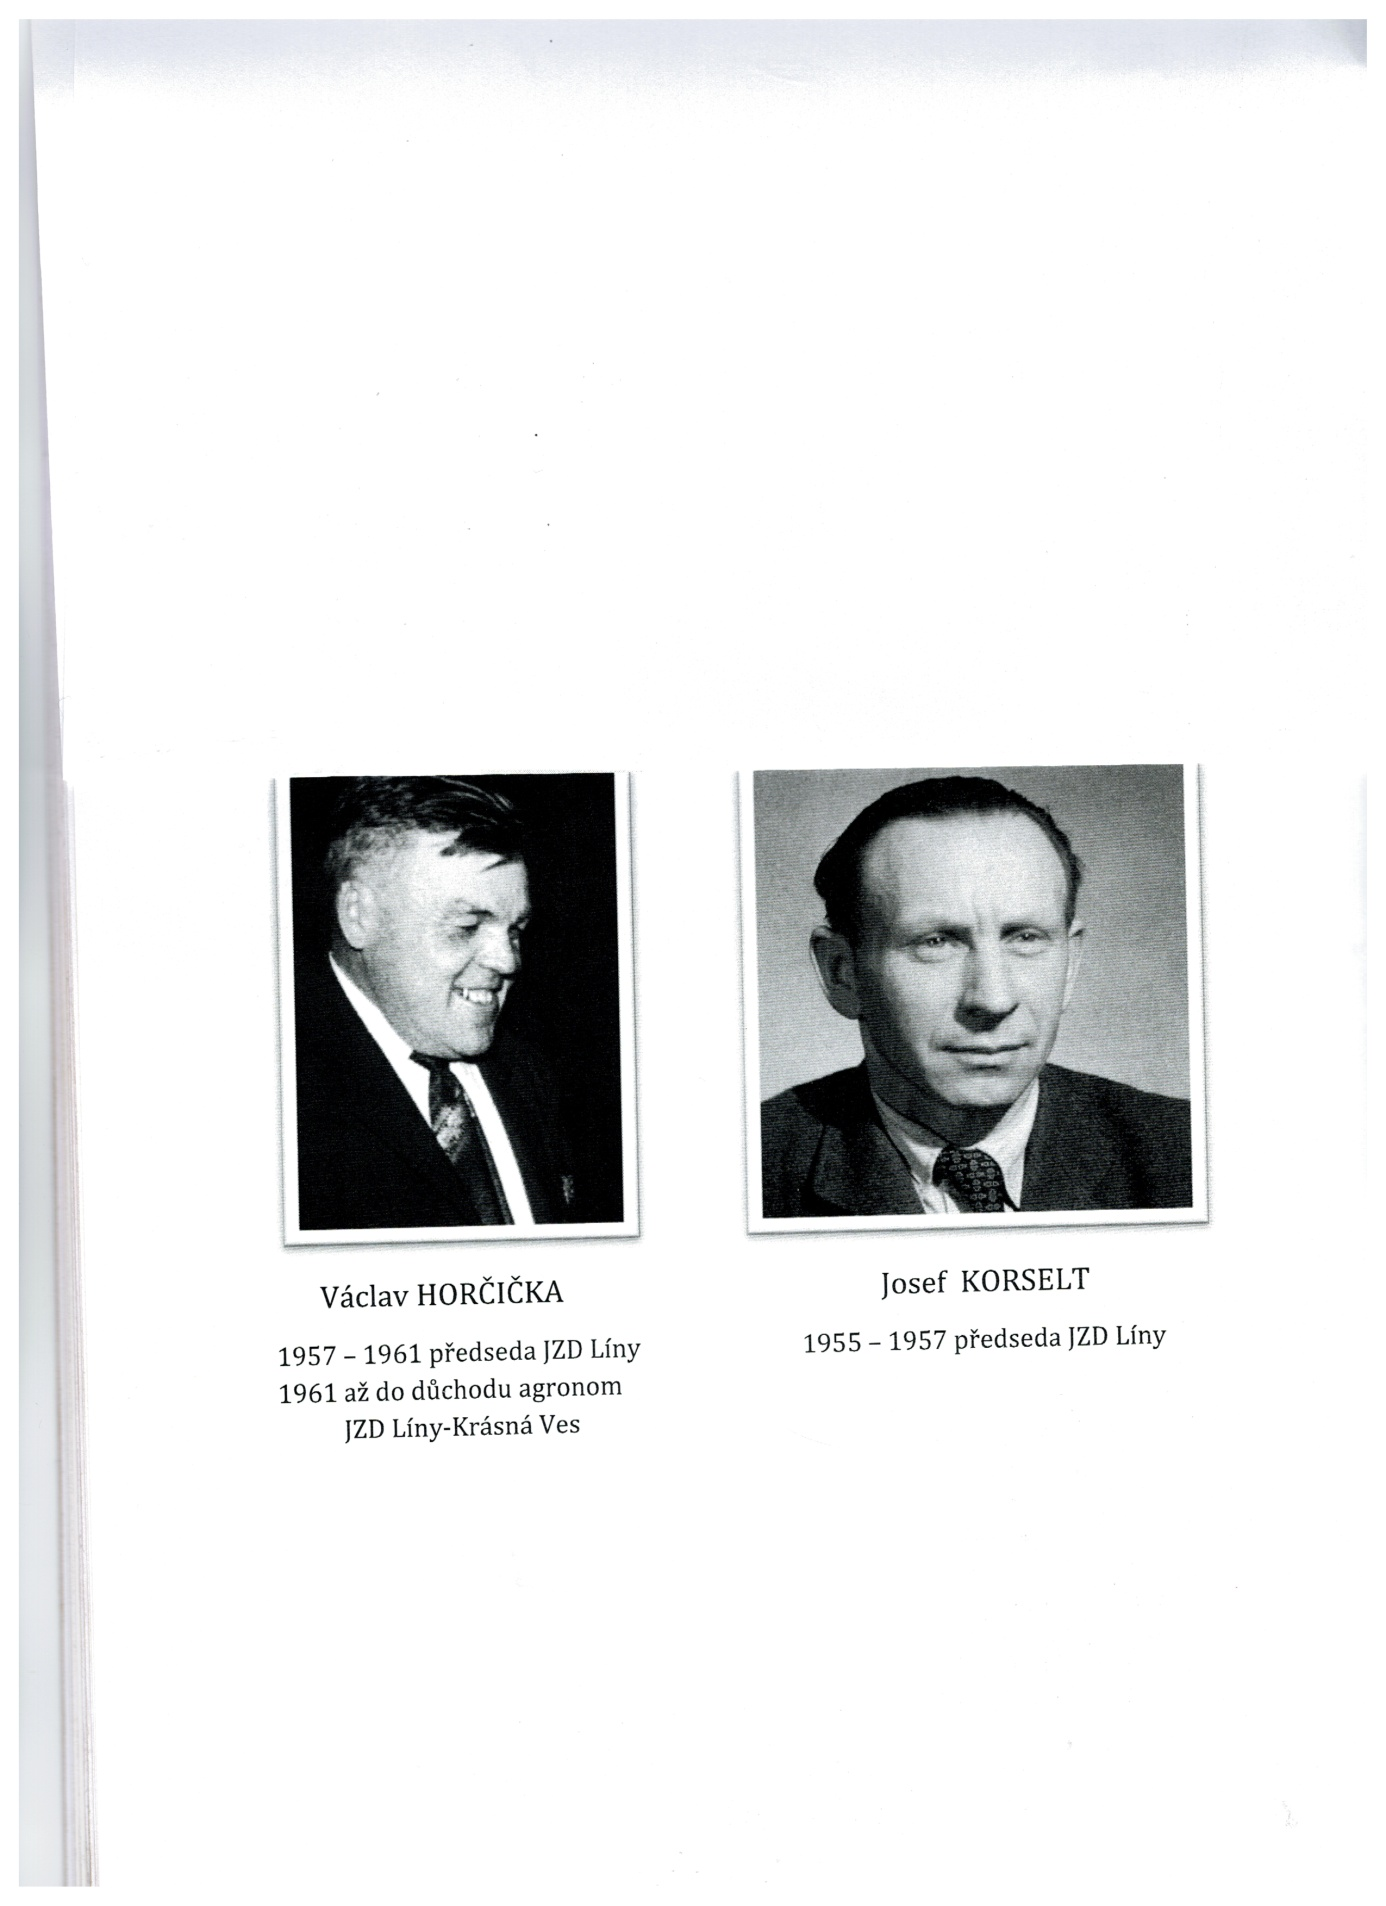 Václav HORČIČKA
1957 – 1961 předseda JZD Líny
1961 až do důchodu agronom
JZD Líny-Krásná Ves
Josef KORSELT
1955 – 1957 předseda JZD Líny